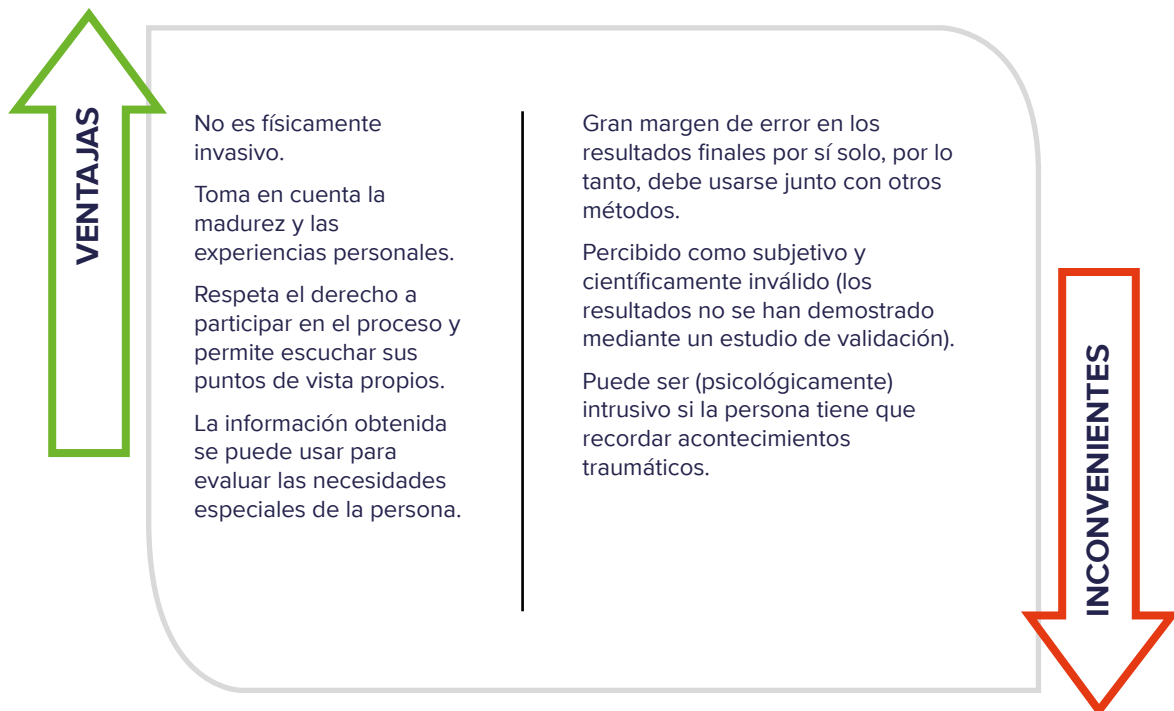 VENTAJAS
No es físicamente
invasivo.
Toma en cuenta la
madurez y las
experiencias personales.
Respeta el derecho a
participar en el proceso y
permite escuchar sus
puntos de vista propios.
La información obtenida
se puede usar para
evaluar las necesidades
especiales de la persona.
Gran margen de error en los
resultados finales por sí solo, por lo
tanto, debe usarse junto con otros
métodos.
Percibido como subjetivo y
científicamente inválido (los
resultados no se han demostrado
mediante un estudio de validación).
Puede ser (psicológicamente)
intrusivo si la persona tiene que
recordar acontecimientos
traumáticos.
INCONVENIENTES